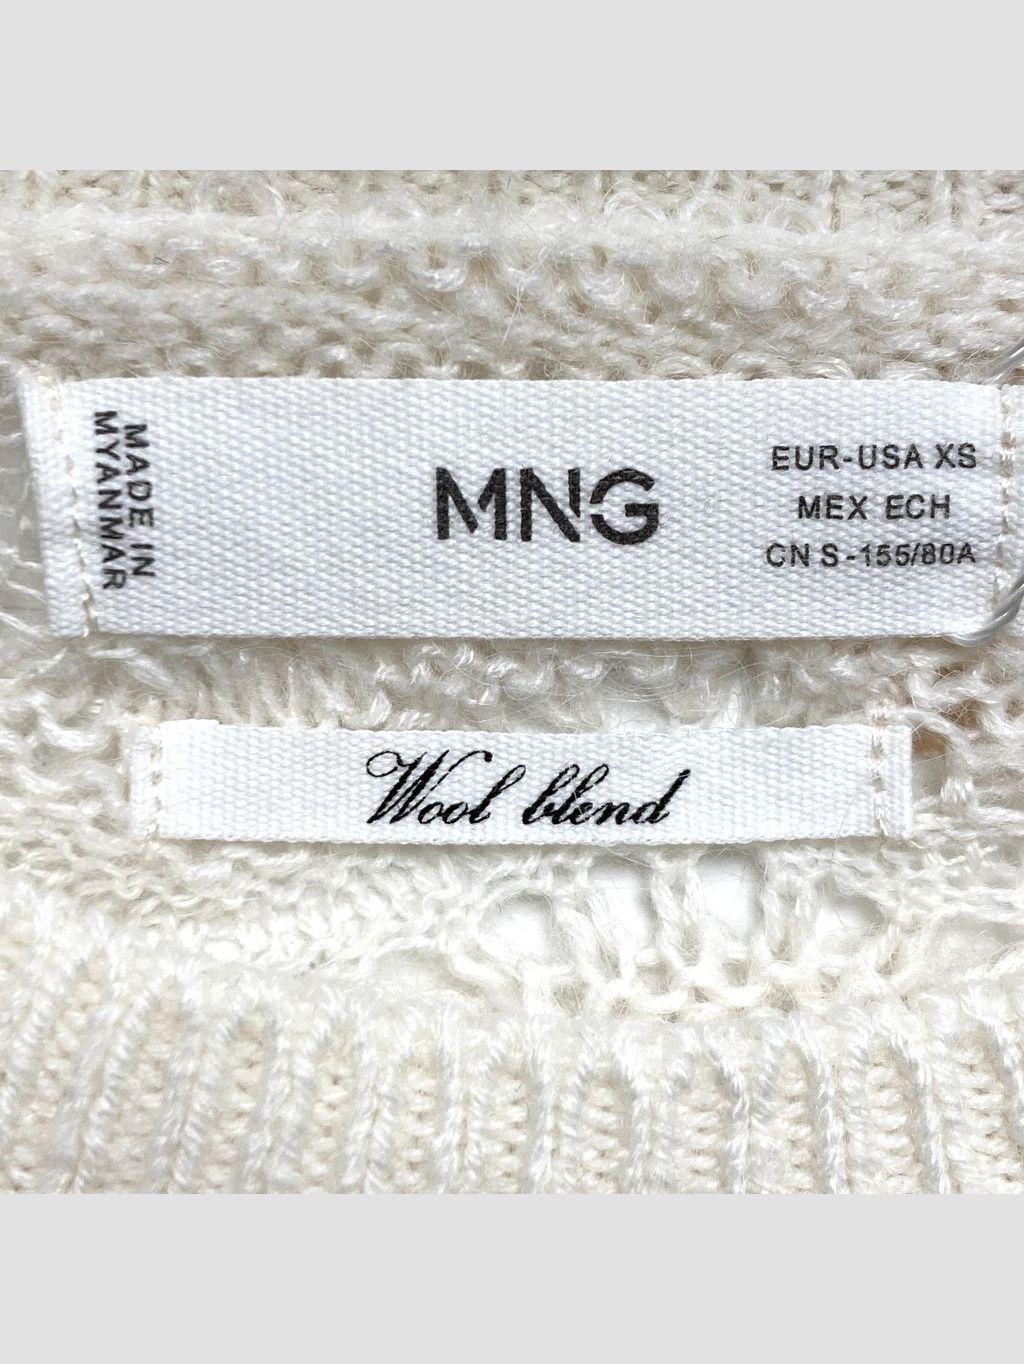 MADE IN
MYANMAR
MNG
EUR-USA XS
MEX ECH
CN S-155/80A
Wool blend